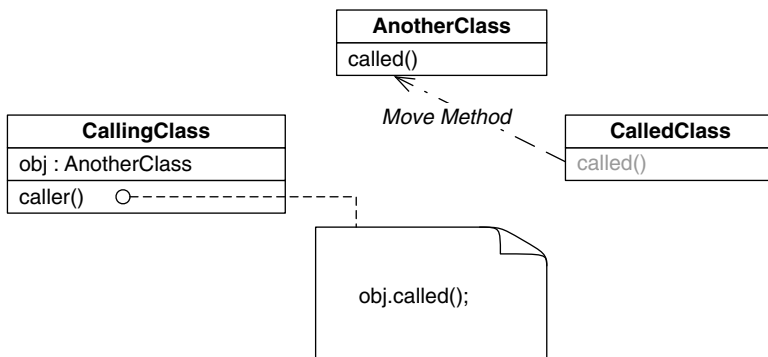 AnotherClass
called()
Move Method
CallingClass
obj : AnotherClass
caller()
CalledClass
called()
obj.called();